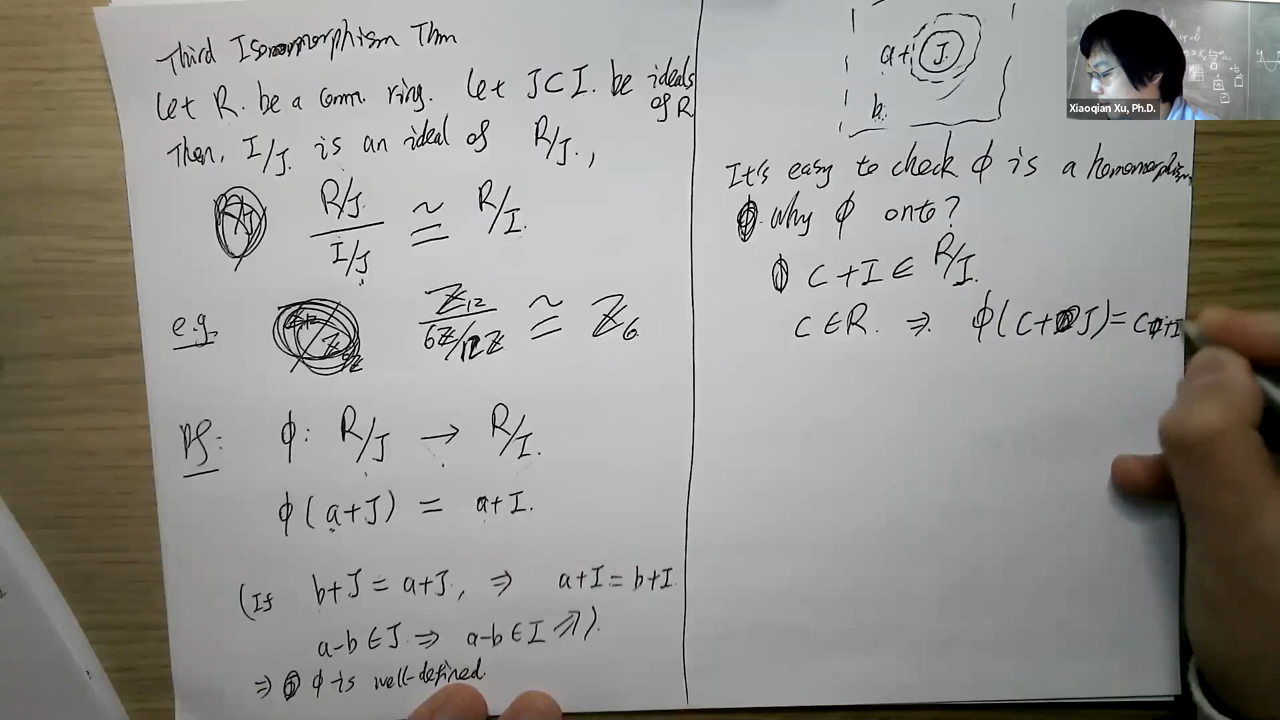 Third Isomorphism Thm
Let R. be a comm. ring. Let J⊂I. be ideals
of R
Then, I/J. is an ideal of R/J.,
R/J. / I/J ≅ R/I.
e.g. Z12 / 6Z/12Z ≅ Z6
Pf: φ: R/J → R/I.
φ(a+J) = a+I.
(If b+J = a+J, ⇒ a+I = b+I
a-b∈J. ⇒ a-b∈I ⇗).
⇒ φ is well-defined.
a+ J.
b.
It's easy to check φ is a homomorphism
why φ onto?
c+I ∈ R/I.
c∈R. ⇒ φ(c+J)=c+I
Xiaoqian Xu, Ph.D.